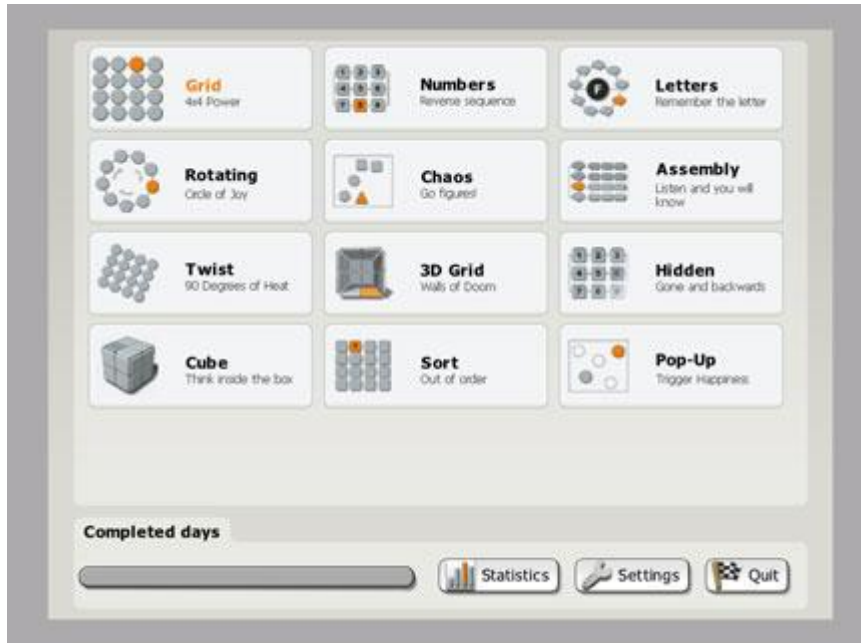 Grid
4x4 Power
Numbers
Reverse sequence
Letters
Remember the letter
Rotating
Circle of Joy
Chaos
Go figures!
Assembly
Listen and you will
know
Twist
90 Degrees of Heat
3D Grid
Walls of Doom
Hidden
Gone and backwards
Cube
Think inside the box
Sort
Out of order
Pop-Up
Trigger Happiness
Completed days
Statistics
Settings
Quit